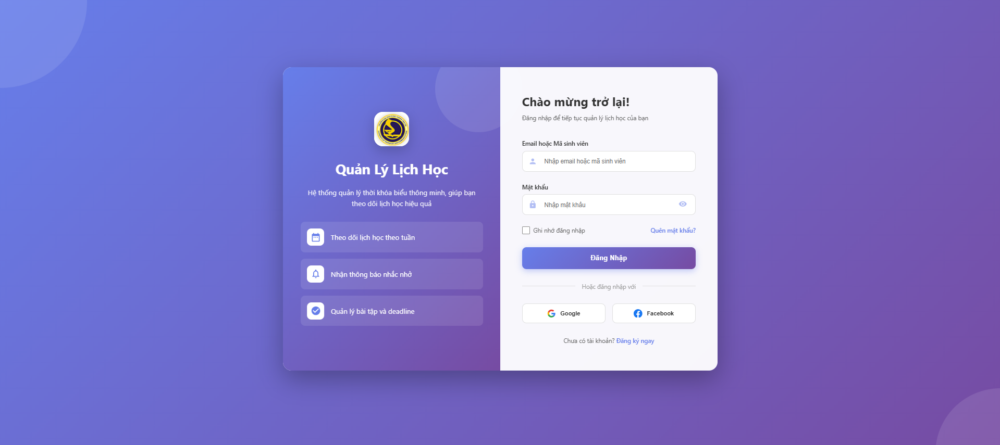 Quản Lý Lịch Học
Hệ thống quản lý thời khóa biểu thông minh, giúp bạn
theo dõi lịch học hiệu quả
Theo dõi lịch học theo tuần
Nhận thông báo nhắc nhở
Quản lý bài tập và deadline
Chào mừng trở lại!
Đăng nhập để tiếp tục quản lý lịch học của bạn
Email hoặc Mã sinh viên
Nhập email hoặc mã sinh viên
Mật khẩu
Nhập mật khẩu
Ghi nhớ đăng nhập
Quên mật khẩu?
Đăng Nhập
Hoặc đăng nhập với
Google
Facebook
Chưa có tài khoản? Đăng ký ngay